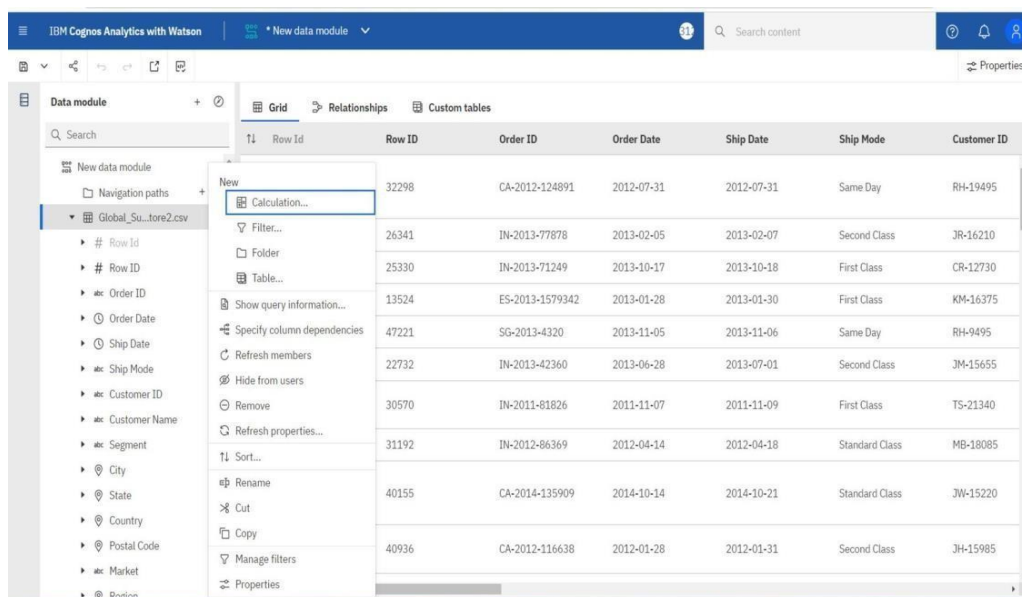 IBM Cognos Analytics with Watson
* New data module
Search content
Properties
Data module
+
Grid
Relationships
Custom tables
Search
Row Id
Row ID
Order ID
Order Date
Ship Date
Ship Mode
Customer ID
New data module
Navigation paths
+
Global_Su...tore2.csv
# Row Id
# Row ID
abc Order ID
Order Date
Ship Date
abc Ship Mode
abc Customer ID
abc Customer Name
abc Segment
City
State
Country
Postal Code
abc Market
Region
New
Calculation...
Filter...
Folder
Table...
Show query information...
Specify column dependencies
Refresh members
Hide from users
Remove
Refresh properties...
Sort...
Rename
Cut
Copy
Manage filters
Properties
32298 CA-2012-124891 2012-07-31 2012-07-31 Same Day RH-19495
26341 IN-2013-77878 2013-02-05 2013-02-07 Second Class JR-16210
25330 IN-2013-71249 2013-10-17 2013-10-18 First Class CR-12730
13524 ES-2013-1579342 2013-01-28 2013-01-30 First Class KM-16375
47221 SG-2013-4320 2013-11-05 2013-11-06 Same Day RH-9495
22732 IN-2013-42360 2013-06-28 2013-07-01 Second Class JM-15655
30570 IN-2011-81826 2011-11-07 2011-11-09 First Class TS-21340
31192 IN-2012-86369 2012-04-14 2012-04-18 Standard Class MB-18085
40155 CA-2014-135909 2014-10-14 2014-10-21 Standard Class JW-15220
40936 CA-2012-116638 2012-01-28 2012-01-31 Second Class JH-15985